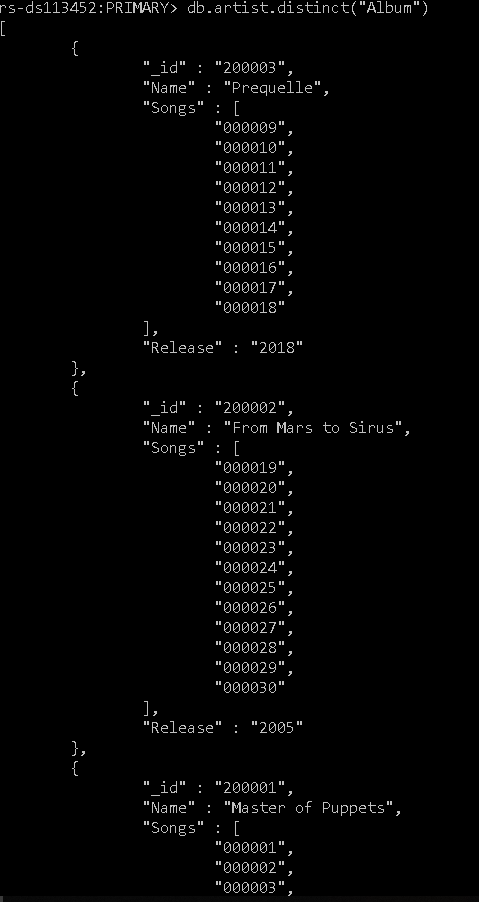 rs-ds113452:PRIMARY> db.artist.distinct("Album")
[
{
"_id" : "200003",
"Name" : "Prequelle",
"Songs" : [
"000009",
"000010",
"000011",
"000012",
"000013",
"000014",
"000015",
"000016",
"000017",
"000018"
],
"Release" : "2018"
},
{
"_id" : "200002",
"Name" : "From Mars to Sirus",
"Songs" : [
"000019",
"000020",
"000021",
"000022",
"000023",
"000024",
"000025",
"000026",
"000027",
"000028",
"000029",
"000030"
],
"Release" : "2005"
},
{
"_id" : "200001",
"Name" : "Master of Puppets",
"Songs" : [
"000001",
"000002",
"000003",